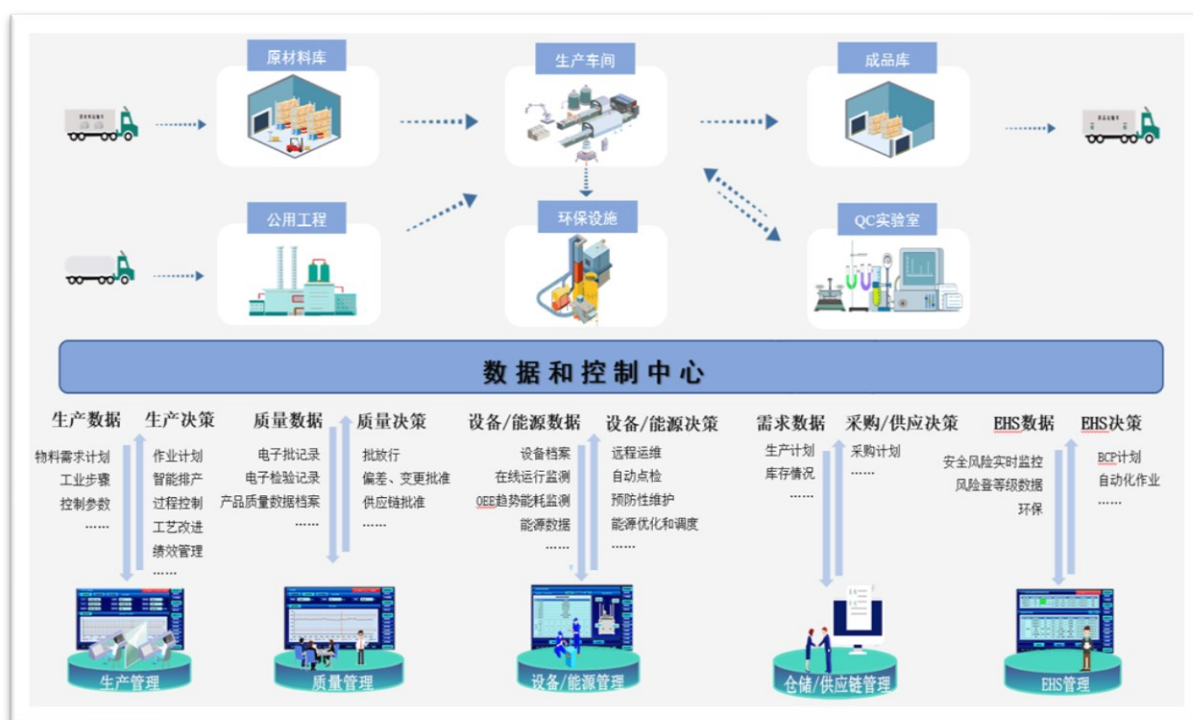 原材料库
生产车间
成品库
公用工程
环保设施
QC实验室
数据和控制中心
生产数据
生产决策
物料需求计划
工业步骤
控制参数
……
作业计划
智能排产
过程控制
工艺改进
绩效管理
……
质量数据
质量决策
电子批记录
电子检验记录
产品质量数据档案
……
批放行
偏差、变更批准
供应链批准
……
设备/能源数据
设备/能源决策
设备档案
在线运行监测
OEE趋势能耗监测
能源数据
……
远程运维
自动点检
预防性维护
能源优化和调度
……
需求数据
采购/供应决策
生产计划
库存情况
……
采购计划
……
EHS数据
EHS决策
安全风险实时监控
风险壹等级数据
环保
BCP计划
自动化作业
……
生产管理
质量管理
设备/能源管理
仓储/供应链管理
EHS管理